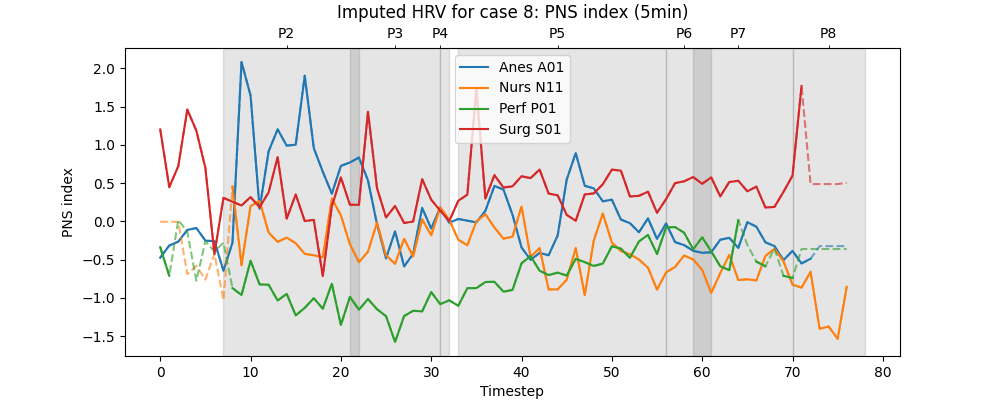 Imputed HRV for case 8: PNS index (5min)
P2 P3 P4 P5 P6 P7 P8
Anes A01
Nurs N11
Perf P01
Surg S01
2.0
1.5
1.0
0.5
0.0
−0.5
−1.0
−1.5
PNS index
0 10 20 30 40 50 60 70 80
Timestep